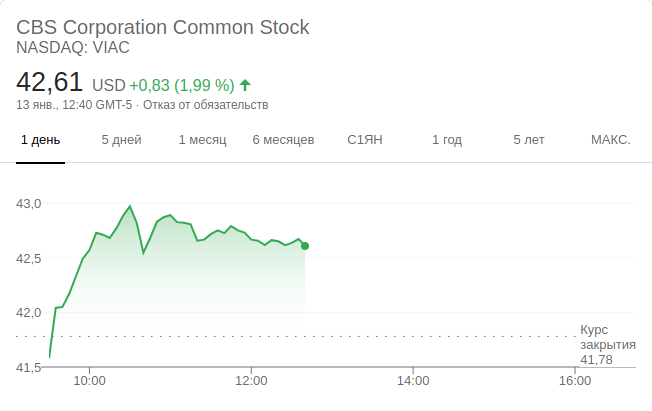 CBS Corporation Common Stock
NASDAQ: VIAC
42,61 USD +0,83 (1,99 %)
13 янв., 12:40 GMT-5 · Отказ от обязательств
1 день 5 дней 1 месяц 6 месяцев С1ЯН 1 год 5 лет МАКС.
43,0
42,5
42,0
Курс
закрытия
41,78
41,5
10:00 12:00 14:00 16:00